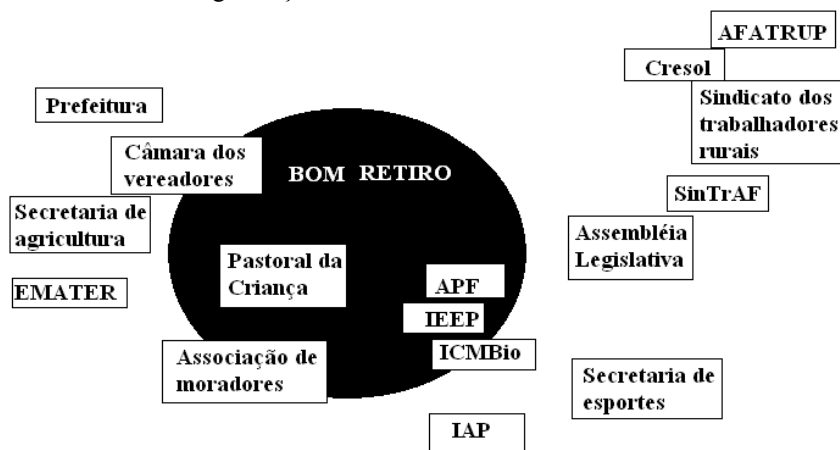 AFATRUP
Cresol
Sindicato dos
trabalhadores
rurais
Prefeitura
Câmara dos
vereadores
BOM RETIRO
SinTrAF
Secretaria de
agricultura
Assembléia
Legislativa
Pastoral da
Criança
APF
EMATER
IEEP
ICMBio
Associação de
moradores
Secretaria de
esportes
IAP